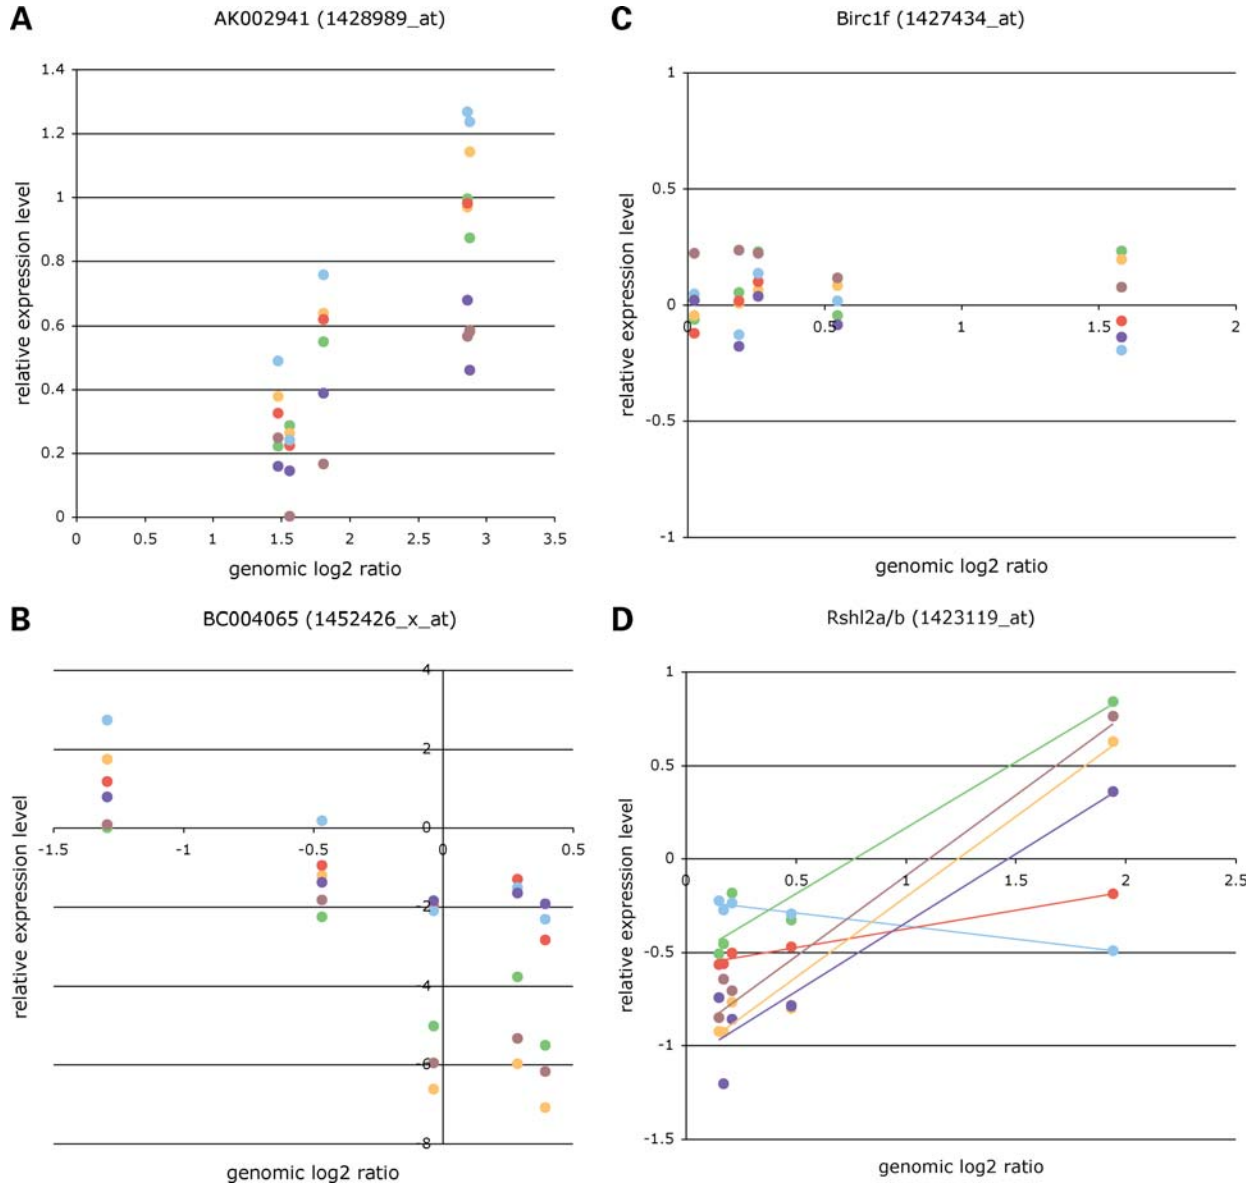 A
AK002941 (1428989_at)
1.4
1.2
1
0.8
0.6
0.4
0.2
0
0 0.5 1 1.5 2 2.5 3 3.5
relative expression level
genomic log2 ratio
C
Birc1f (1427434_at)
1
0.5
0
-0.5
-1
0 0.5 1 1.5 2
relative expression level
genomic log2 ratio
B
BC004065 (1452426_x_at)
4
2
0
-2
-4
-6
-8
-1.5 -1 -0.5 0 0.5
relative expression level
genomic log2 ratio
D
Rshl2a/b (1423119_at)
1
0.5
0
-0.5
-1
-1.5
0 0.5 1 1.5 2 2.5
relative expression level
genomic log2 ratio